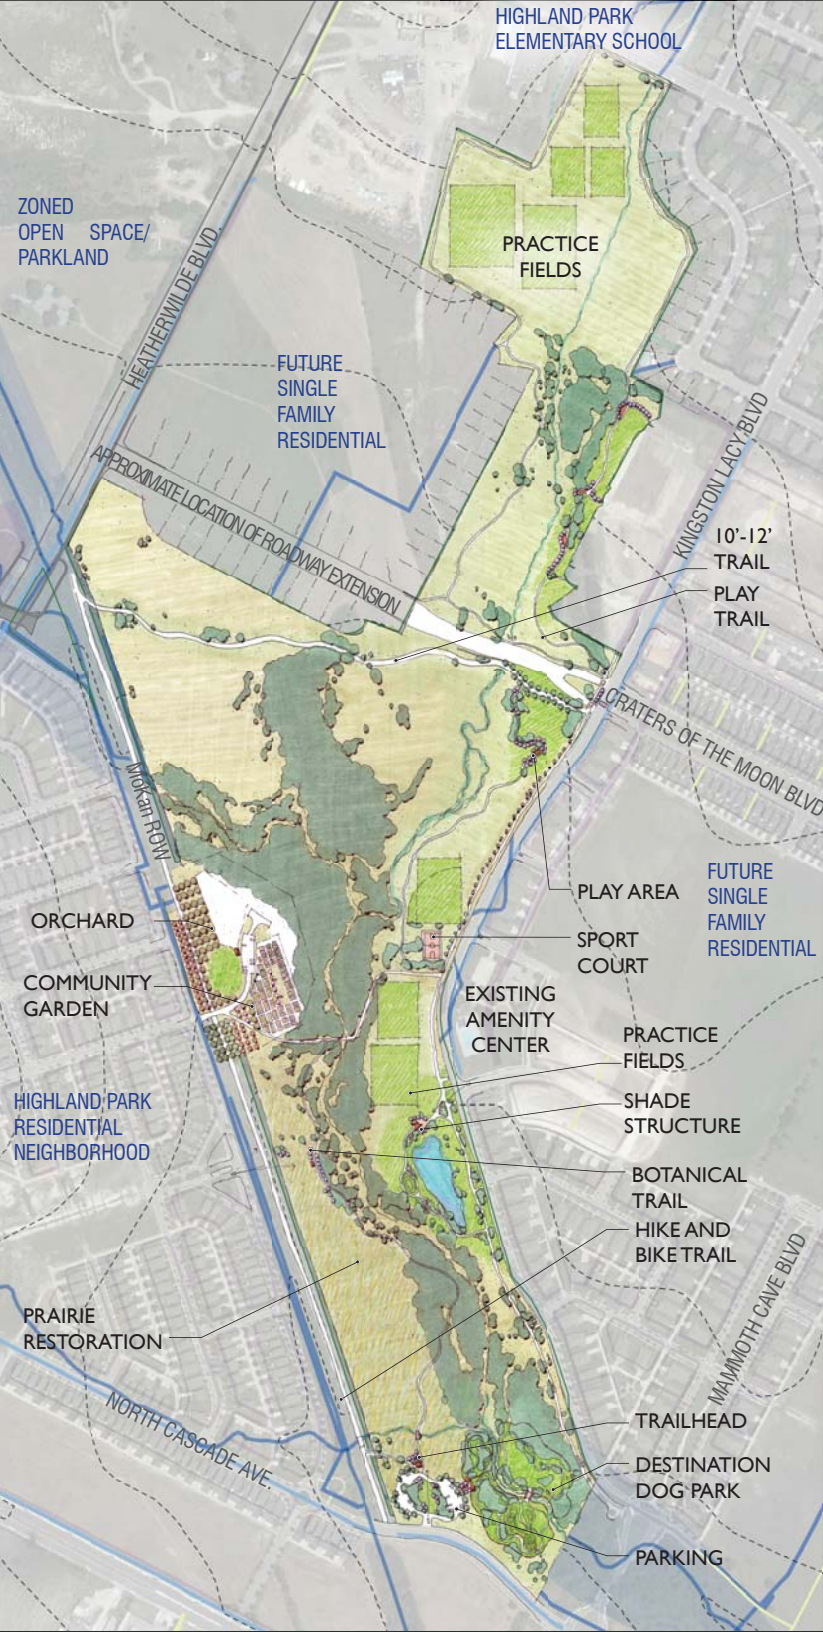 HIGHLAND PARK
ELEMENTARY SCHOOL
ZONED
OPEN SPACE/
PARKLAND
HEATHERWILDE BLVD.
PRACTICE
FIELDS
FUTURE
SINGLE
FAMILY
RESIDENTIAL
KINGSTON LACY BLVD
APPROXIMATE LOCATION OF ROADWAY EXTENSION
10'-12'
TRAIL
PLAY
TRAIL
CRATERS OF THE MOON BLVD
MoKan ROW
PLAY AREA
FUTURE
SINGLE
FAMILY
RESIDENTIAL
ORCHARD
SPORT
COURT
COMMUNITY
GARDEN
EXISTING
AMENITY
CENTER
PRACTICE
FIELDS
HIGHLAND PARK
RESIDENTIAL
NEIGHBORHOOD
SHADE
STRUCTURE
BOTANICAL
TRAIL
HIKE AND
BIKE TRAIL
MAMMOTH CAVE BLVD
PRAIRIE
RESTORATION
NORTH CASCADE AVE.
TRAILHEAD
DESTINATION
DOG PARK
PARKING